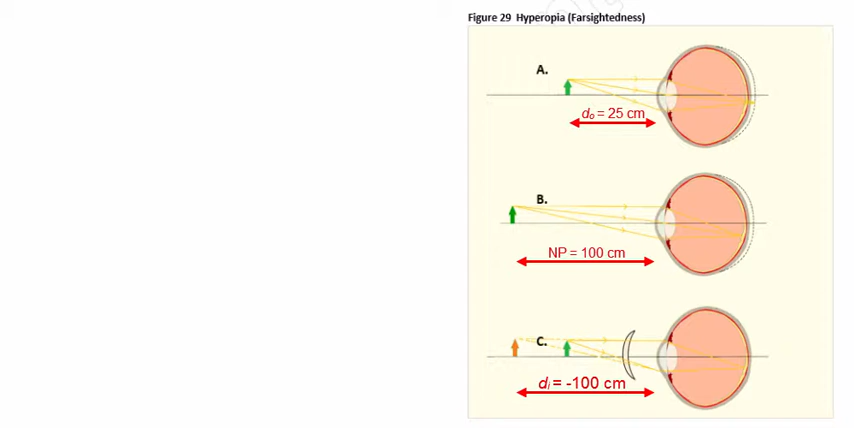 Figure 29 Hyperopia (Farsightedness)
A.
dₒ = 25 cm
B.
NP = 100 cm
C.
dᵢ = -100 cm